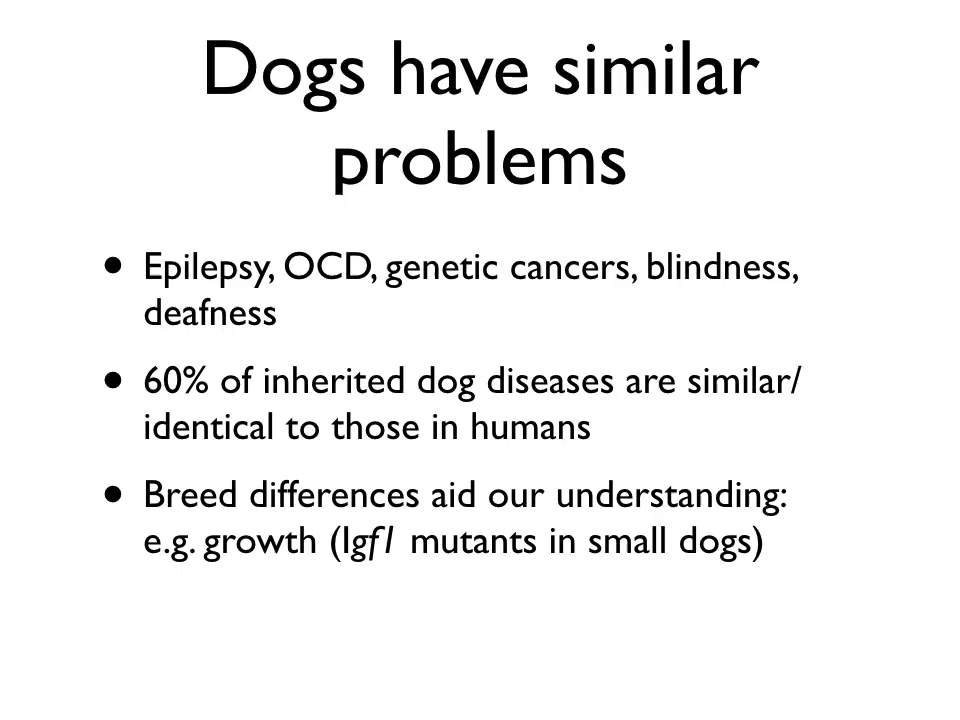 Dogs have similar
problems
• Epilepsy, OCD, genetic cancers, blindness,
deafness
• 60% of inherited dog diseases are similar/
identical to those in humans
• Breed differences aid our understanding:
e.g. growth (Igf1 mutants in small dogs)